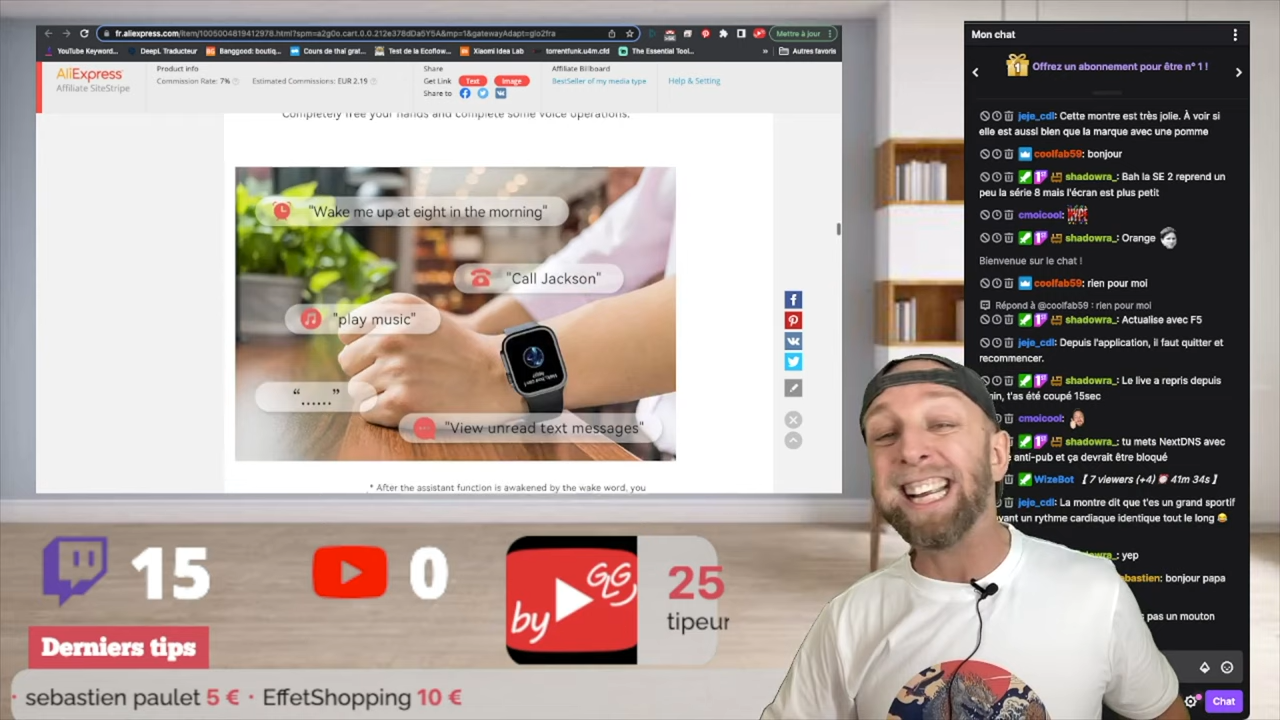 fr.aliexpress.com/item/1005004819412978.html?spm=a2g0o.cart.0.0.212e378dDa5Y5A&mp=1&gatewayAdapt=glo2fra
Mettre à jour
YouTube Keyword...
DeepL Traducteur
Banggood: boutiq...
Cours de thaï grat...
Test de la Ecoflow...
Xiaomi Idea Lab
torrentfunk.u4m.cfd
The Essential Tool...
»
Autres favoris
AliExpress
Affiliate SiteStripe
Product info
Commission Rate: 7%
Estimated Commissions: EUR 2.15
Share
Get Link Text Image
Share to
Affiliate Billboard
BestSeller of my media type
Help & Setting
Completely free your hands and complete some voice operations.
"Wake me up at eight in the morning"
"Call Jackson"
"play music"
“......”
"View unread text messages"
* After the assistant function is awakened by the wake word, you
Mon chat
Offrez un abonnement pour être n° 1 !
jeje_cdl: Cette montre est très jolie. À voir si
elle est aussi bien que la marque avec une pomme
coolfab59: bonjour
shadowra_: Bah la SE 2 reprend un
peu la série 8 mais l'écran est plus petit
cmoicool:
shadowra_: Orange
Bienvenue sur le chat !
coolfab59: rien pour moi
Répond à @coolfab59 : rien pour moi
shadowra_: Actualise avec F5
jeje_cdl: Depuis l'application, il faut quitter et
recommencer.
shadowra_: Le live a repris depuis
min, t'as été coupé 15sec
cmoicool:
shadowra_: tu mets NextDNS avec
anti-pub et ça devrait être bloqué
WizeBot 【 7 viewers (+4) 41m 34s 】
jeje_cdl: La montre dit que t'es un grand sportif
un rythme cardiaque identique tout le long
yep
bonjour papa
pas un mouton
Chat
15
0
by GLG
25
tipeur
Derniers tips
· sebastien paulet 5 € · EffetShopping 10 €